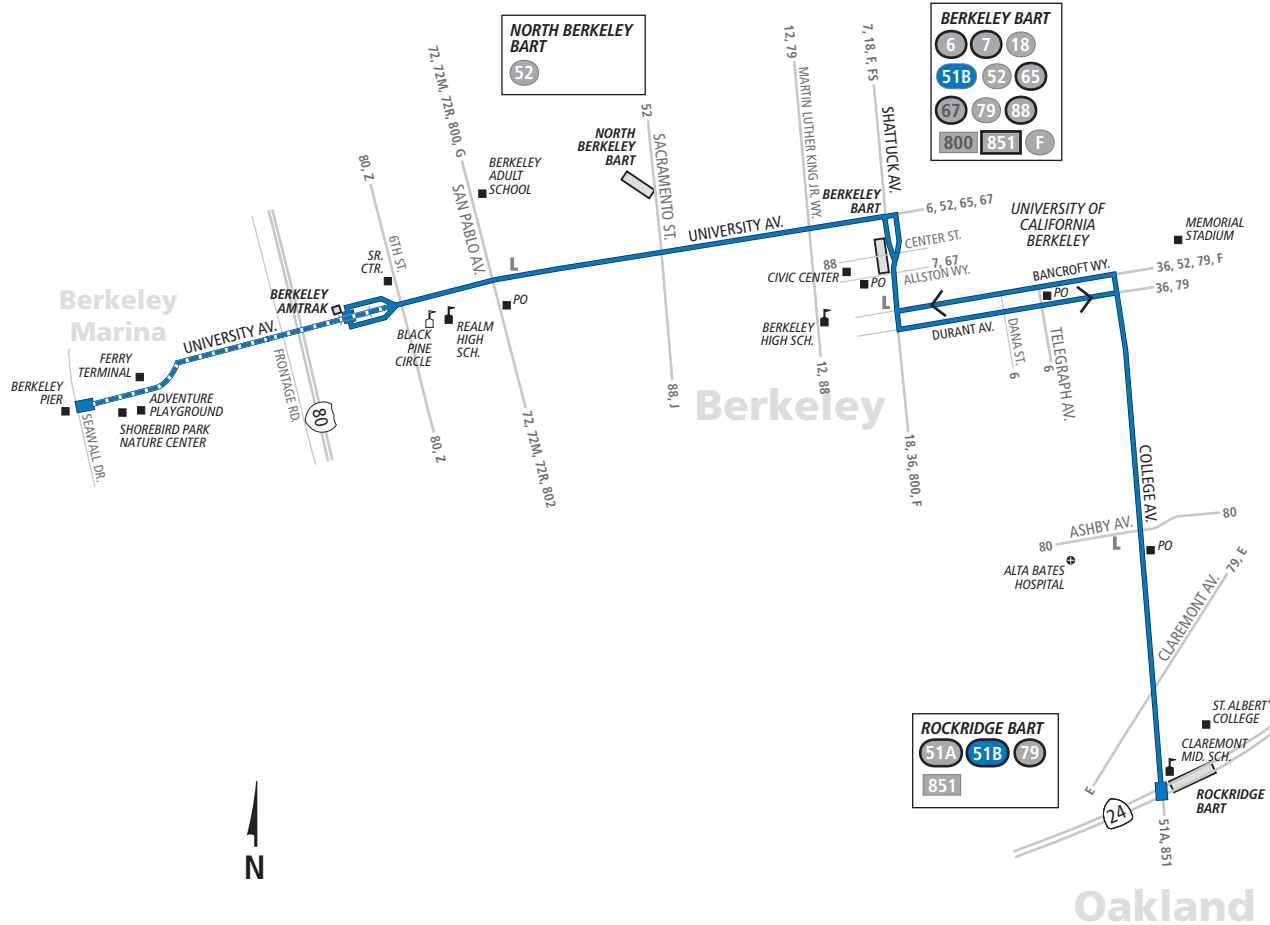 NORTH BERKELEY
BART
52
BERKELEY BART
6 7 18
51B 52 65
67 79 88
800 851 F
72, 72M, 72R, 800, G
SAN PABLO AV.
72, 72M, 72R, 802
80, Z
6TH ST.
80, Z
BERKELEY
ADULT
SCHOOL
NORTH
BERKELEY
BART
52
SACRAMENTO ST.
88, J
12, 79
MARTIN LUTHER KING JR. WY.
12, 88
7, 18, F, FS
SHATTUCK AV.
18, 36, 800, F
BERKELEY
BART
6, 52, 65, 67
UNIVERSITY OF
CALIFORNIA
BERKELEY
MEMORIAL
STADIUM
UNIVERSITY AV.
L
CENTER ST.
88
7, 67
ALLSTON WY.
CIVIC CENTER
PO
L
BANCROFT WY.
36, 52, 79, F
PO
36, 79
DURANT AV.
DANA ST.
6
TELEGRAPH AV.
6
BERKELEY
HIGH SCH.
SR.
CTR.
BERKELEY
AMTRAK
PO
BLACK
PINE
CIRCLE
REALM
HIGH
SCH.
Berkeley
Marina
UNIVERSITY AV.
FERRY
TERMINAL
BERKELEY
PIER
ADVENTURE
PLAYGROUND
SHOREBIRD PARK
NATURE CENTER
SEAWALL DR.
FRONTAGE RD.
80
Berkeley
COLLEGE AV.
ASHBY AV.
80
80
L
PO
ALTA BATES
HOSPITAL
79, E
CLAREMONT AV.
E
ROCKRIDGE BART
51A 51B 79
851
ST. ALBERT'
COLLEGE
CLAREMONT
MID. SCH.
ROCKRIDGE
BART
24
51A, 851
N
Oakland